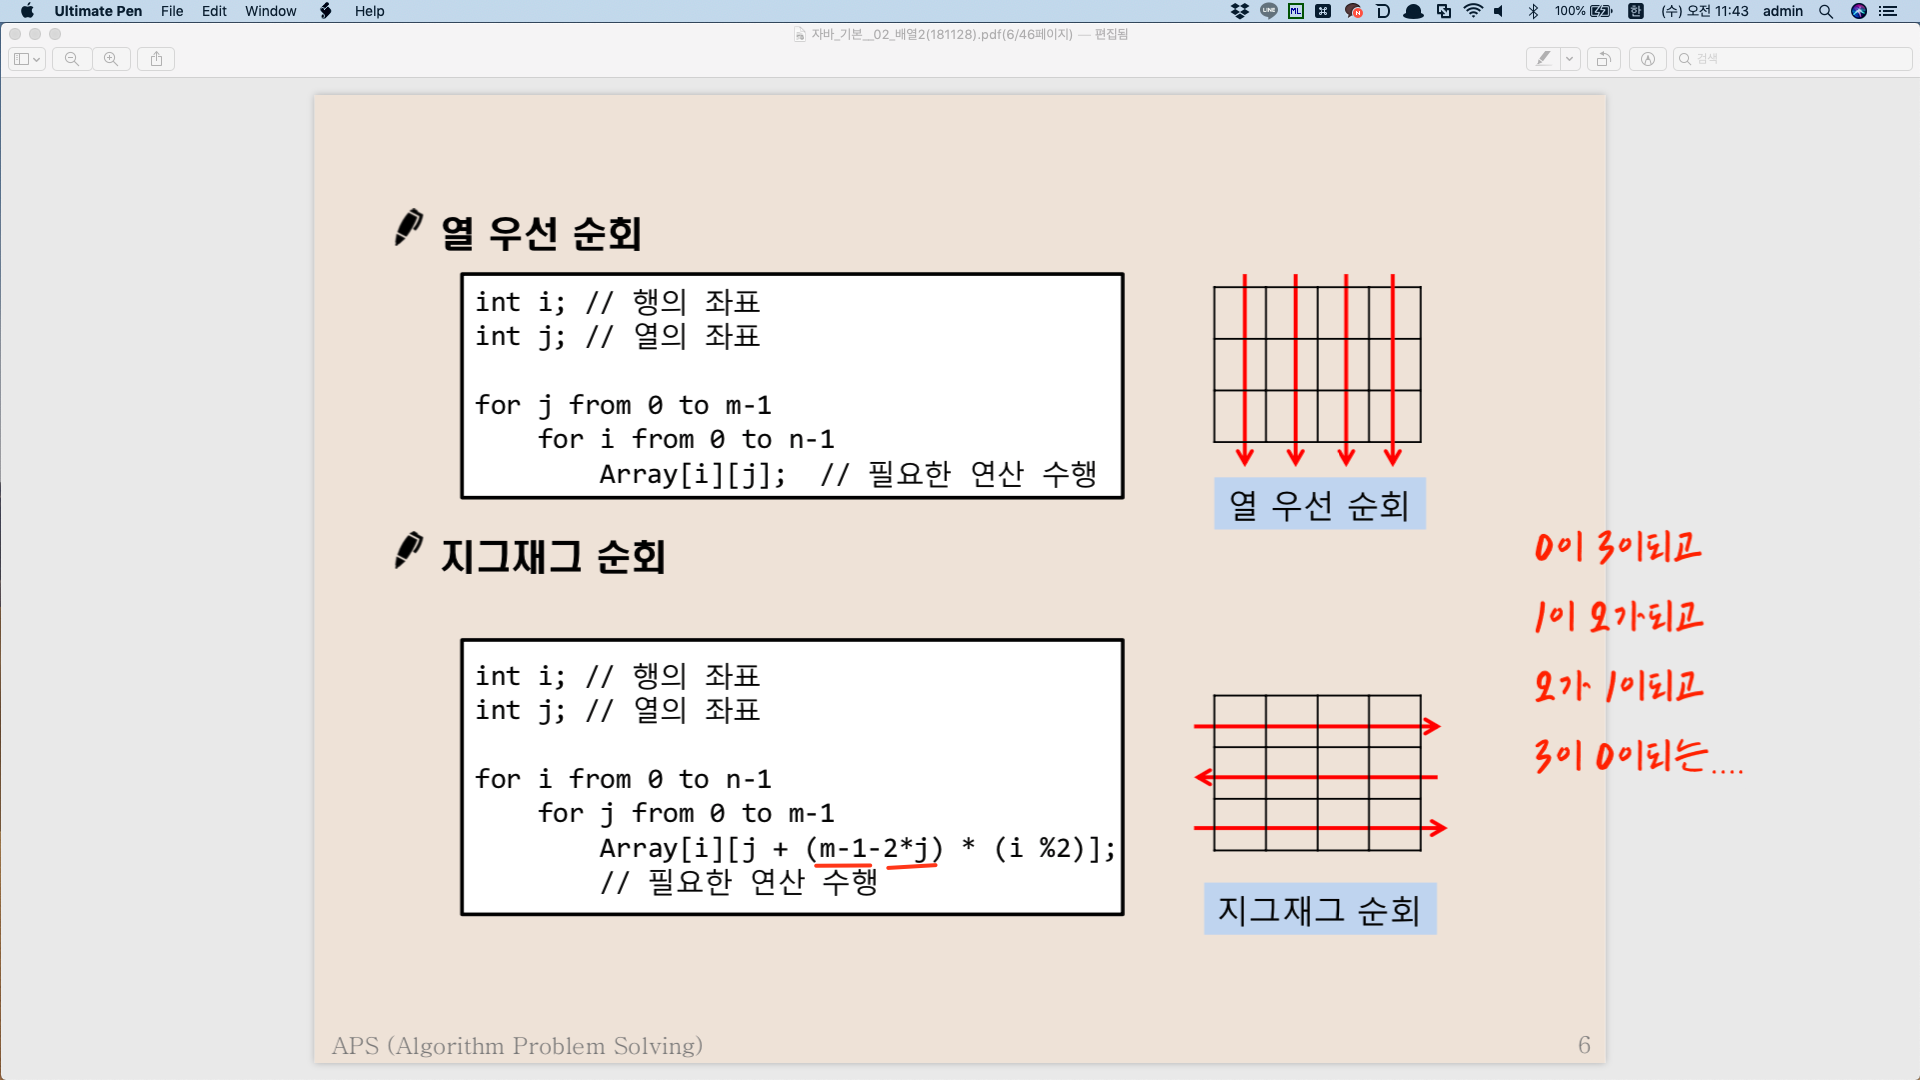 Ultimate Pen File Edit Window Help 100% 한 (수) 오전 11:43 admin
자바_기본__02_배열2(181128).pdf(6/46페이지) — 편집됨
검색
열 우선 순회
int i; // 행의 좌표
int j; // 열의 좌표
for j from 0 to m-1
for i from 0 to n-1
Array[i][j]; // 필요한 연산 수행
열 우선 순회
지그재그 순회
int i; // 행의 좌표
int j; // 열의 좌표
for i from 0 to n-1
for j from 0 to m-1
Array[i][j + (m-1-2*j) * (i %2)];
// 필요한 연산 수행
지그재그 순회
0이 3이되고
1이 2가되고
2가 1이되고
3이 0이되는....
APS (Algorithm Problem Solving)
6